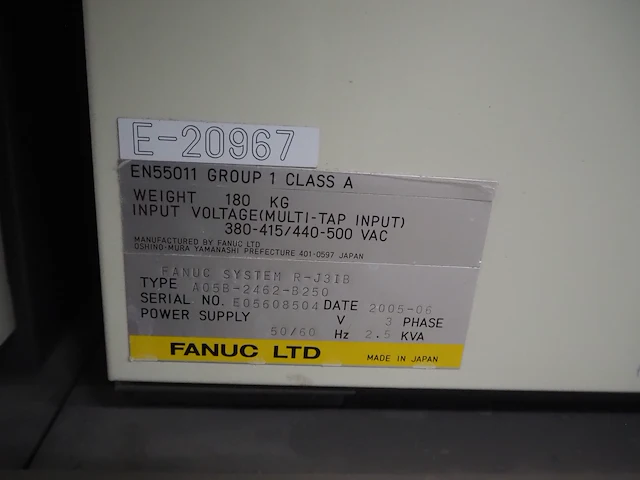 E-20967
EN55011 GROUP 1 CLASS A
WEIGHT 180 KG
INPUT VOLTAGE(MULTI-TAP INPUT)
380-415/440-500 VAC
MANUFACTURED BY FANUC LTD
OSHINO-MURA YAMANASHI PREFECTURE 401-0597 JAPAN
FANUC SYSTEM R-J3IB
TYPE A05B-2462-B250
SERIAL NO. E05608504 DATE 2005-06
POWER SUPPLY V 3 PHASE
50/60 Hz 2.5 KVA
FANUC LTD MADE IN JAPAN